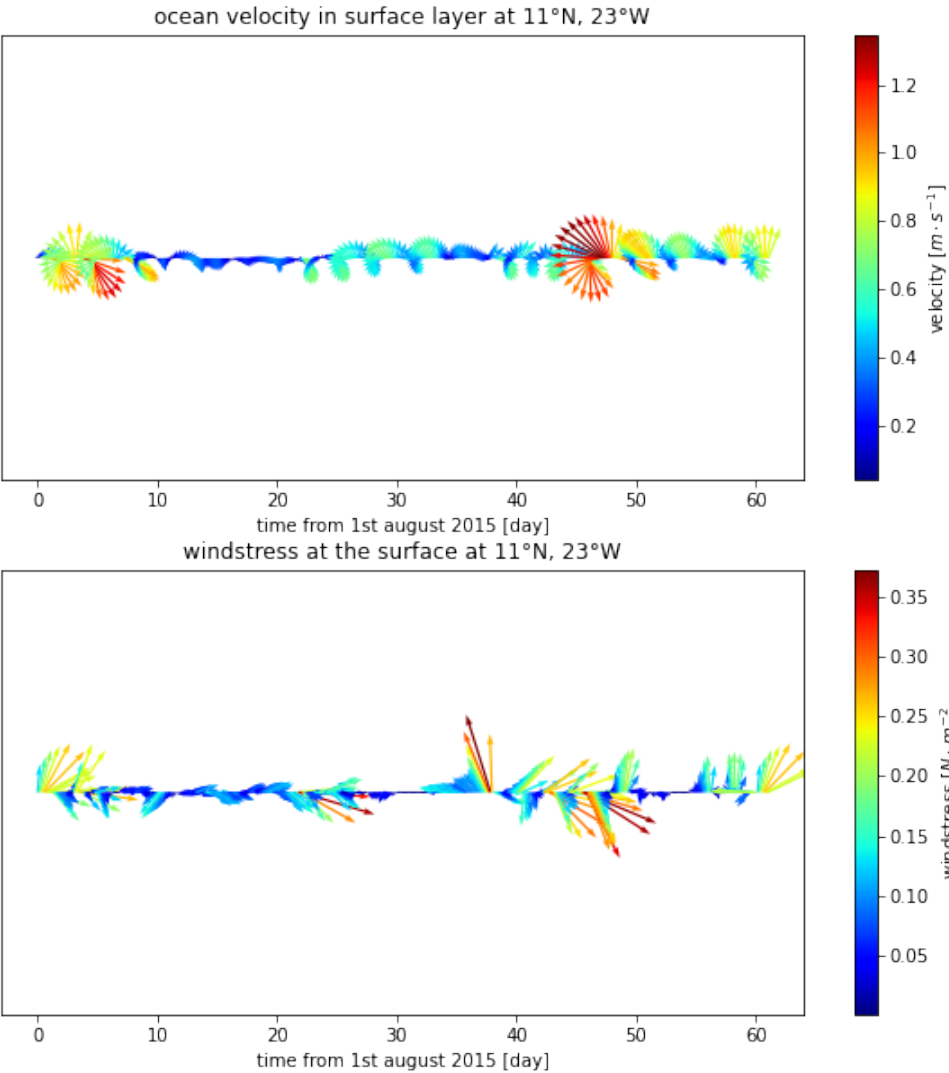 ocean velocity in surface layer at 11°N, 23°W
1.2
1.0
0.8
0.6
0.4
0.2
velocity [m · s⁻¹]
0 10 20 30 40 50 60
time from 1st august 2015 [day]
windstress at the surface at 11°N, 23°W
0.35
0.30
0.25
0.20
0.15
0.10
0.05
windstress [N · m⁻²]
0 10 20 30 40 50 60
time from 1st august 2015 [day]